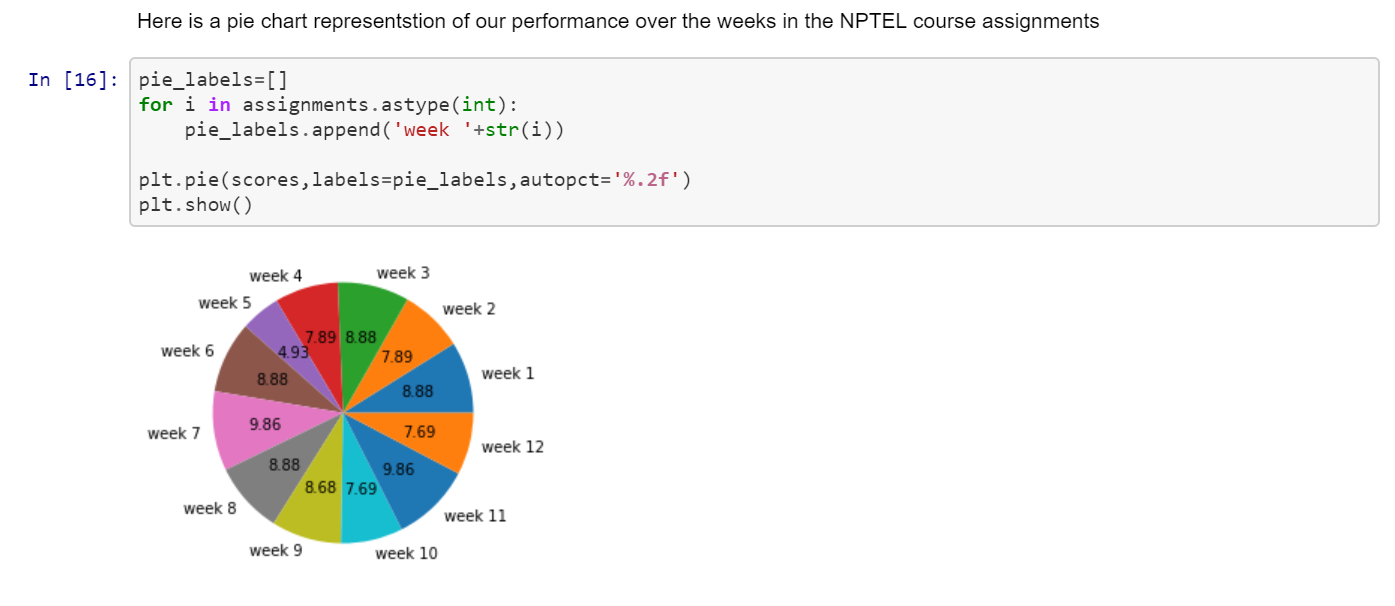 Here is a pie chart representstion of our performance over the weeks in the NPTEL course assignments
In [16]:
pie_labels=[]
for i in assignments.astype(int):
    pie_labels.append('week '+str(i))
plt.pie(scores,labels=pie_labels,autopct='%.2f')
plt.show()
week 4
week 3
week 5
week 2
7.89
8.88
4.93
7.89
week 6
8.88
week 1
8.88
9.86
7.69
week 7
week 12
8.88
9.86
8.68
7.69
week 8
week 11
week 9
week 10